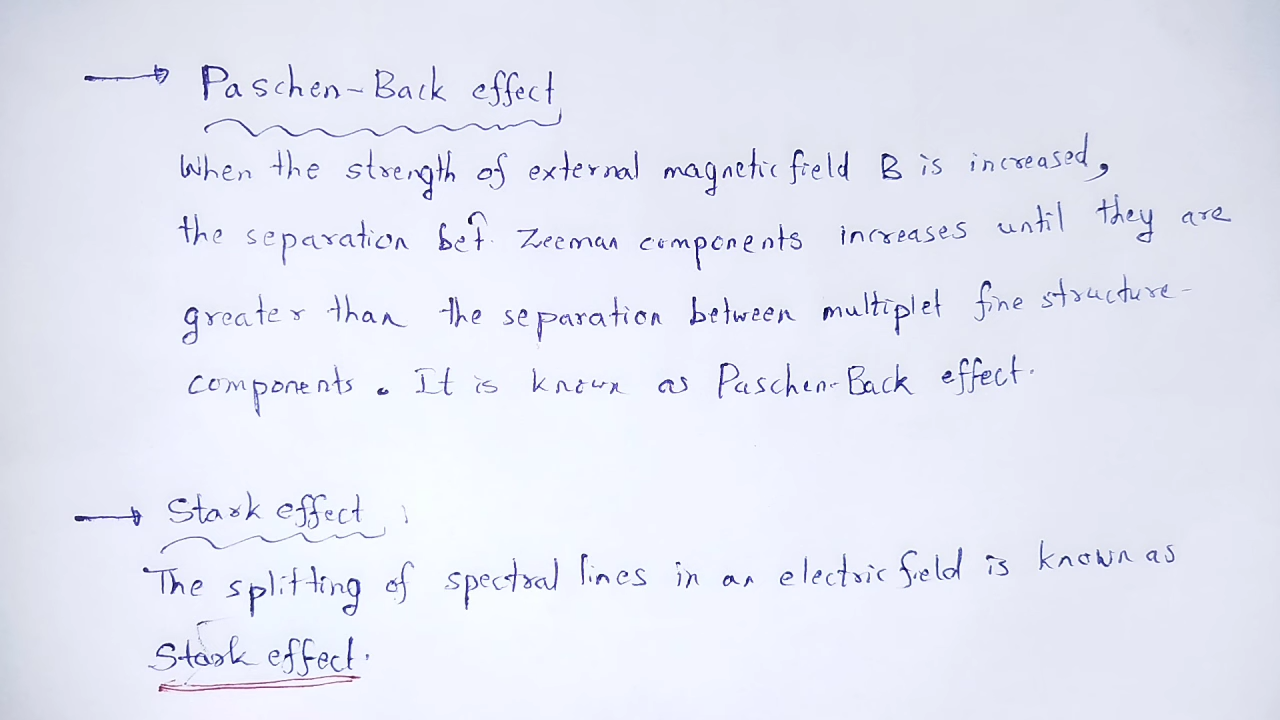 → Paschen-Back effect
When the strength of external magnetic field B is increased,
the separation bet. Zeeman components increases until they are
greater than the separation between multiplet fine structure-
components. It is known as Paschen-Back effect.
→ Stark effect
The splitting of spectral lines in an electric field is known as
Stark effect.